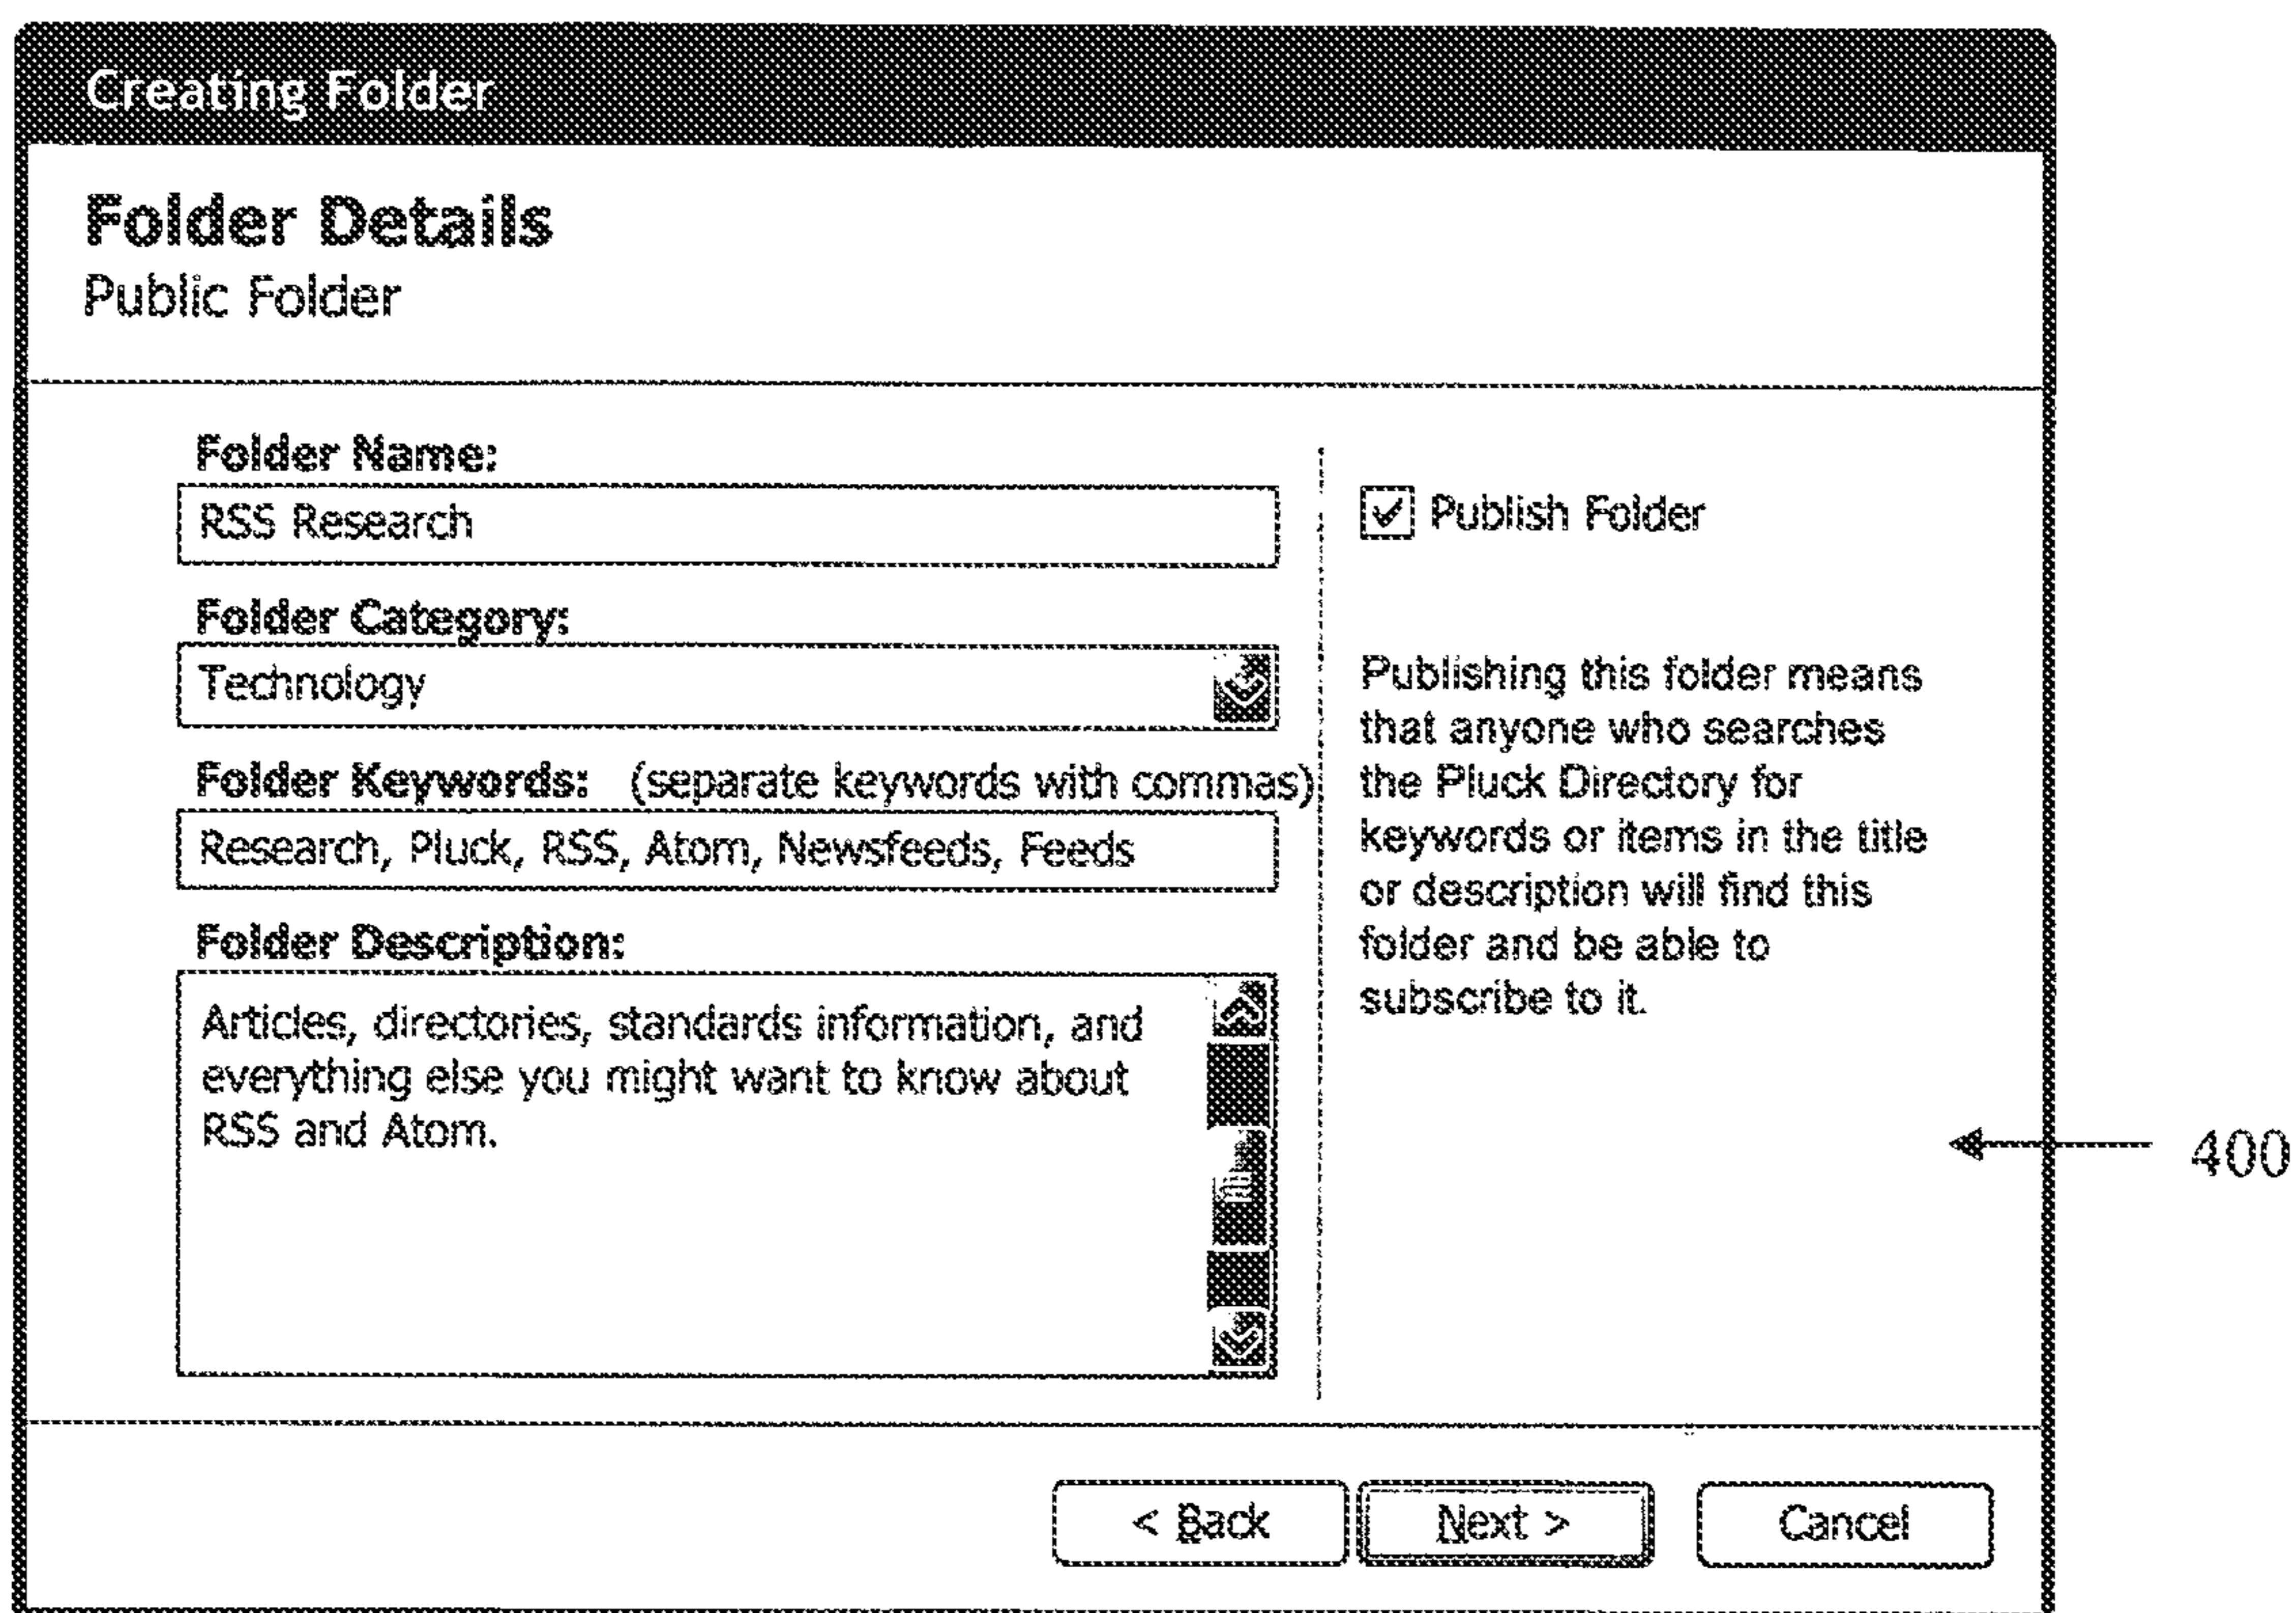 Creating Folder
Folder Details
Public Folder
Folder Name:
RSS Research
Folder Category:
Technology
Folder Keywords: (separate keywords with commas)
Research, Pluck, RSS, Atom, Newsfeeds, Feeds
Folder Description:
Articles, directories, standards information, and
everything else you might want to know about
RSS and Atom.
Publish Folder
Publishing this folder means
that anyone who searches
the Pluck Directory for
keywords or items in the title
or description will find this
folder and be able to
subscribe to it.
400
< Back
Next >
Cancel